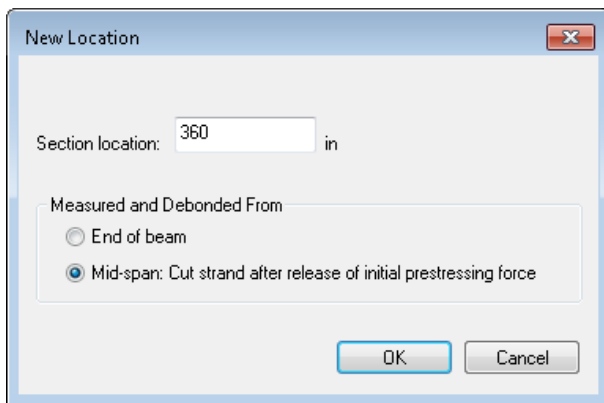 New Location
Section location: 360 in
Measured and Debonded From
End of beam
Mid-span: Cut strand after release of initial prestressing force
OK Cancel